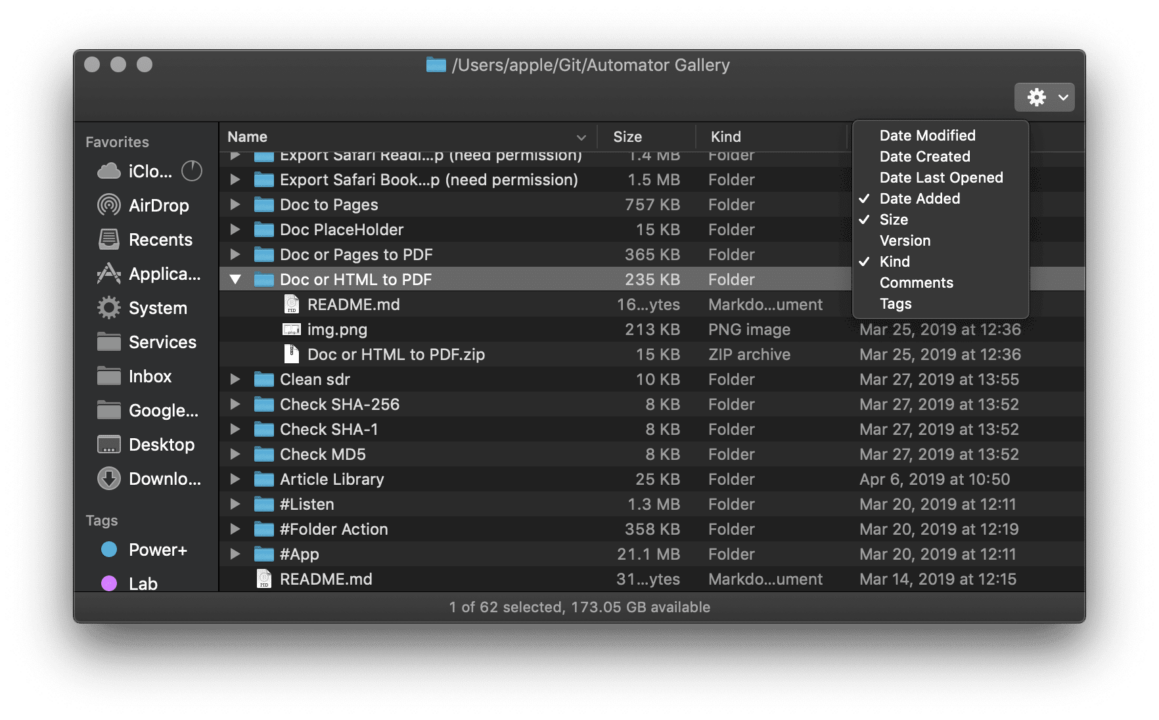 /Users/apple/Git/Automator Gallery
Favorites
iClo...
AirDrop
Recents
Applica...
System
Services
Inbox
Google...
Desktop
Downlo...
Tags
Power+
Lab
Name Size Kind
Export Safari Readi...p (need permission) 1.4 MB Folder
Export Safari Book...p (need permission) 1.5 MB Folder
Doc to Pages 757 KB Folder
Doc PlaceHolder 15 KB Folder
Doc or Pages to PDF 365 KB Folder
Doc or HTML to PDF 235 KB Folder
README.md 16...ytes Markdo...ument
img.png 213 KB PNG image Mar 25, 2019 at 12:36
Doc or HTML to PDF.zip 15 KB ZIP archive Mar 25, 2019 at 12:36
Clean sdr 10 KB Folder Mar 27, 2019 at 13:55
Check SHA-256 8 KB Folder Mar 27, 2019 at 13:52
Check SHA-1 8 KB Folder Mar 27, 2019 at 13:52
Check MD5 8 KB Folder Mar 27, 2019 at 13:52
Article Library 25 KB Folder Apr 6, 2019 at 10:50
#Listen 1.3 MB Folder Mar 20, 2019 at 12:11
#Folder Action 358 KB Folder Mar 20, 2019 at 12:19
#App 21.1 MB Folder Mar 20, 2019 at 12:11
README.md 31...ytes Markdo...ument Mar 14, 2019 at 12:15
Date Modified
Date Created
Date Last Opened
Date Added
Size
Version
Kind
Comments
Tags
1 of 62 selected, 173.05 GB available